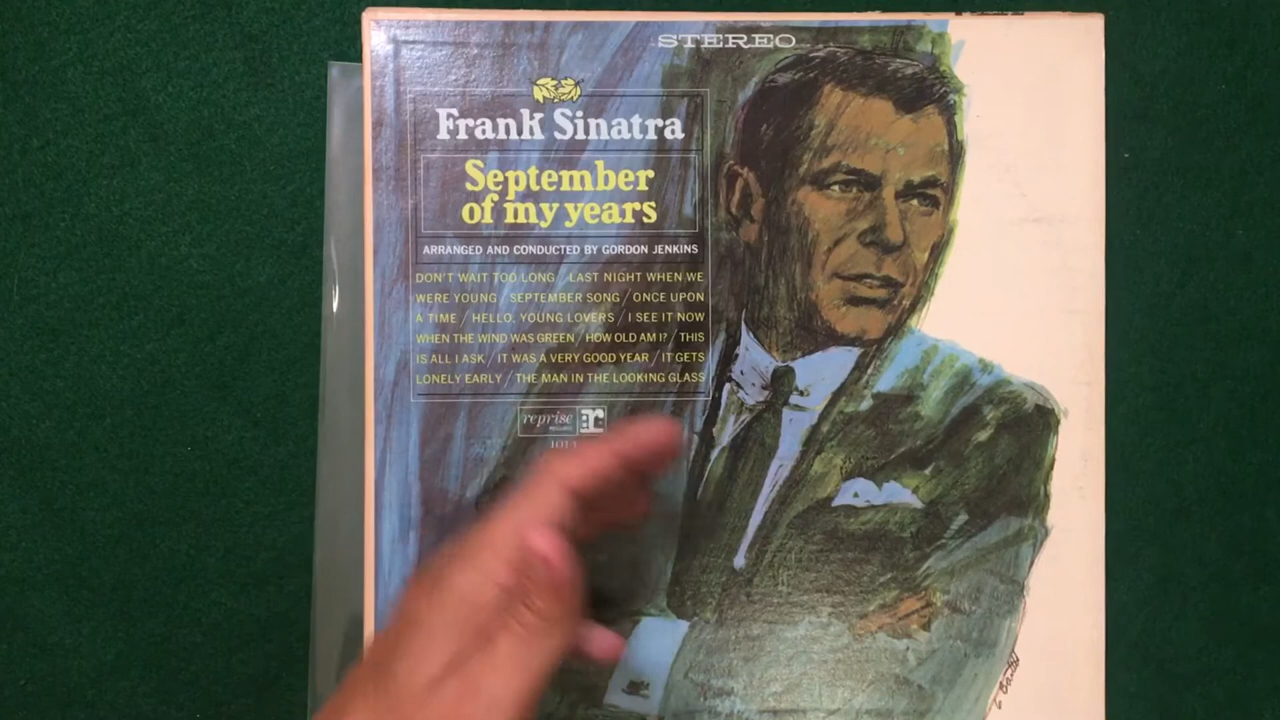 STEREO
Frank Sinatra
September
of my years
ARRANGED AND CONDUCTED BY GORDON JENKINS
DON'T WAIT TOO LONG / LAST NIGHT WHEN WE
WERE YOUNG / SEPTEMBER SONG / ONCE UPON
A TIME / HELLO, YOUNG LOVERS / I SEE IT NOW
WHEN THE WIND WAS GREEN / HOW OLD AM I? / THIS
IS ALL I ASK / IT WAS A VERY GOOD YEAR / IT GETS
LONELY EARLY / THE MAN IN THE LOOKING GLASS
reprise r